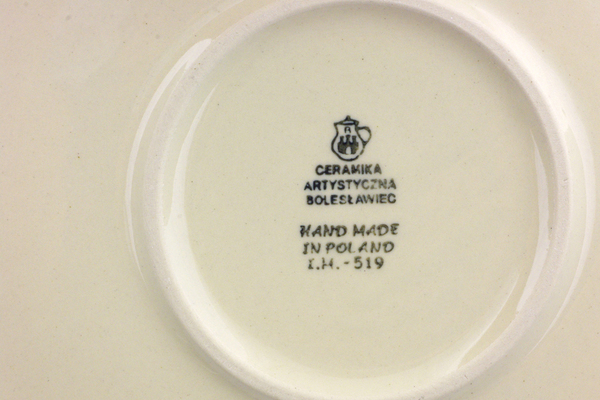 CERAMIKA
ARTYSTYCZNA
BOLESŁAWIEC
HAND MADE
IN POLAND
I.H.-519